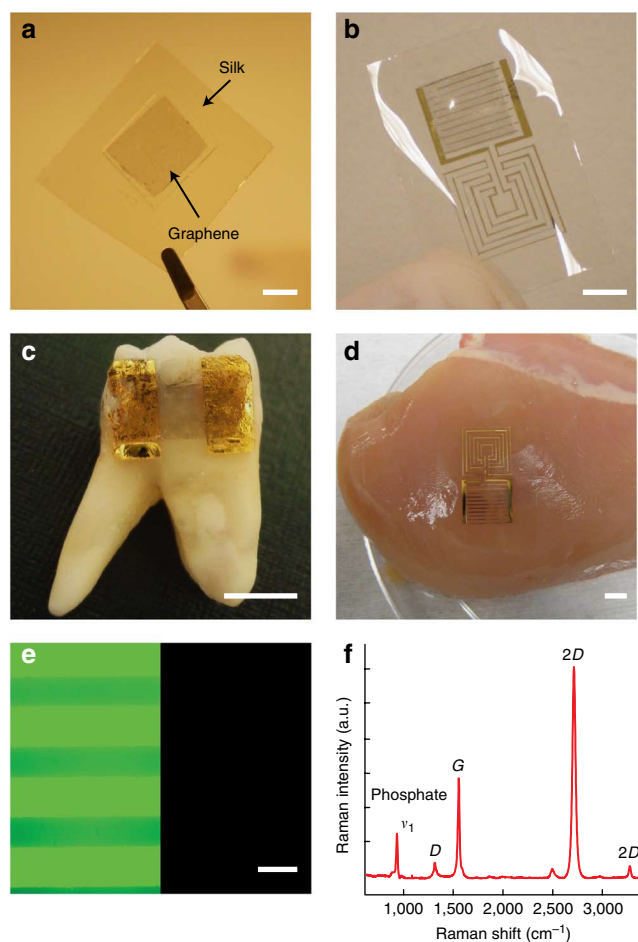 a
Silk
Graphene
b
c
d
e
f
2D
G
Phosphate
ν1
D
2D
Raman intensity (a.u.)
1,000 1,500 2,000 2,500 3,000
Raman shift (cm−1)